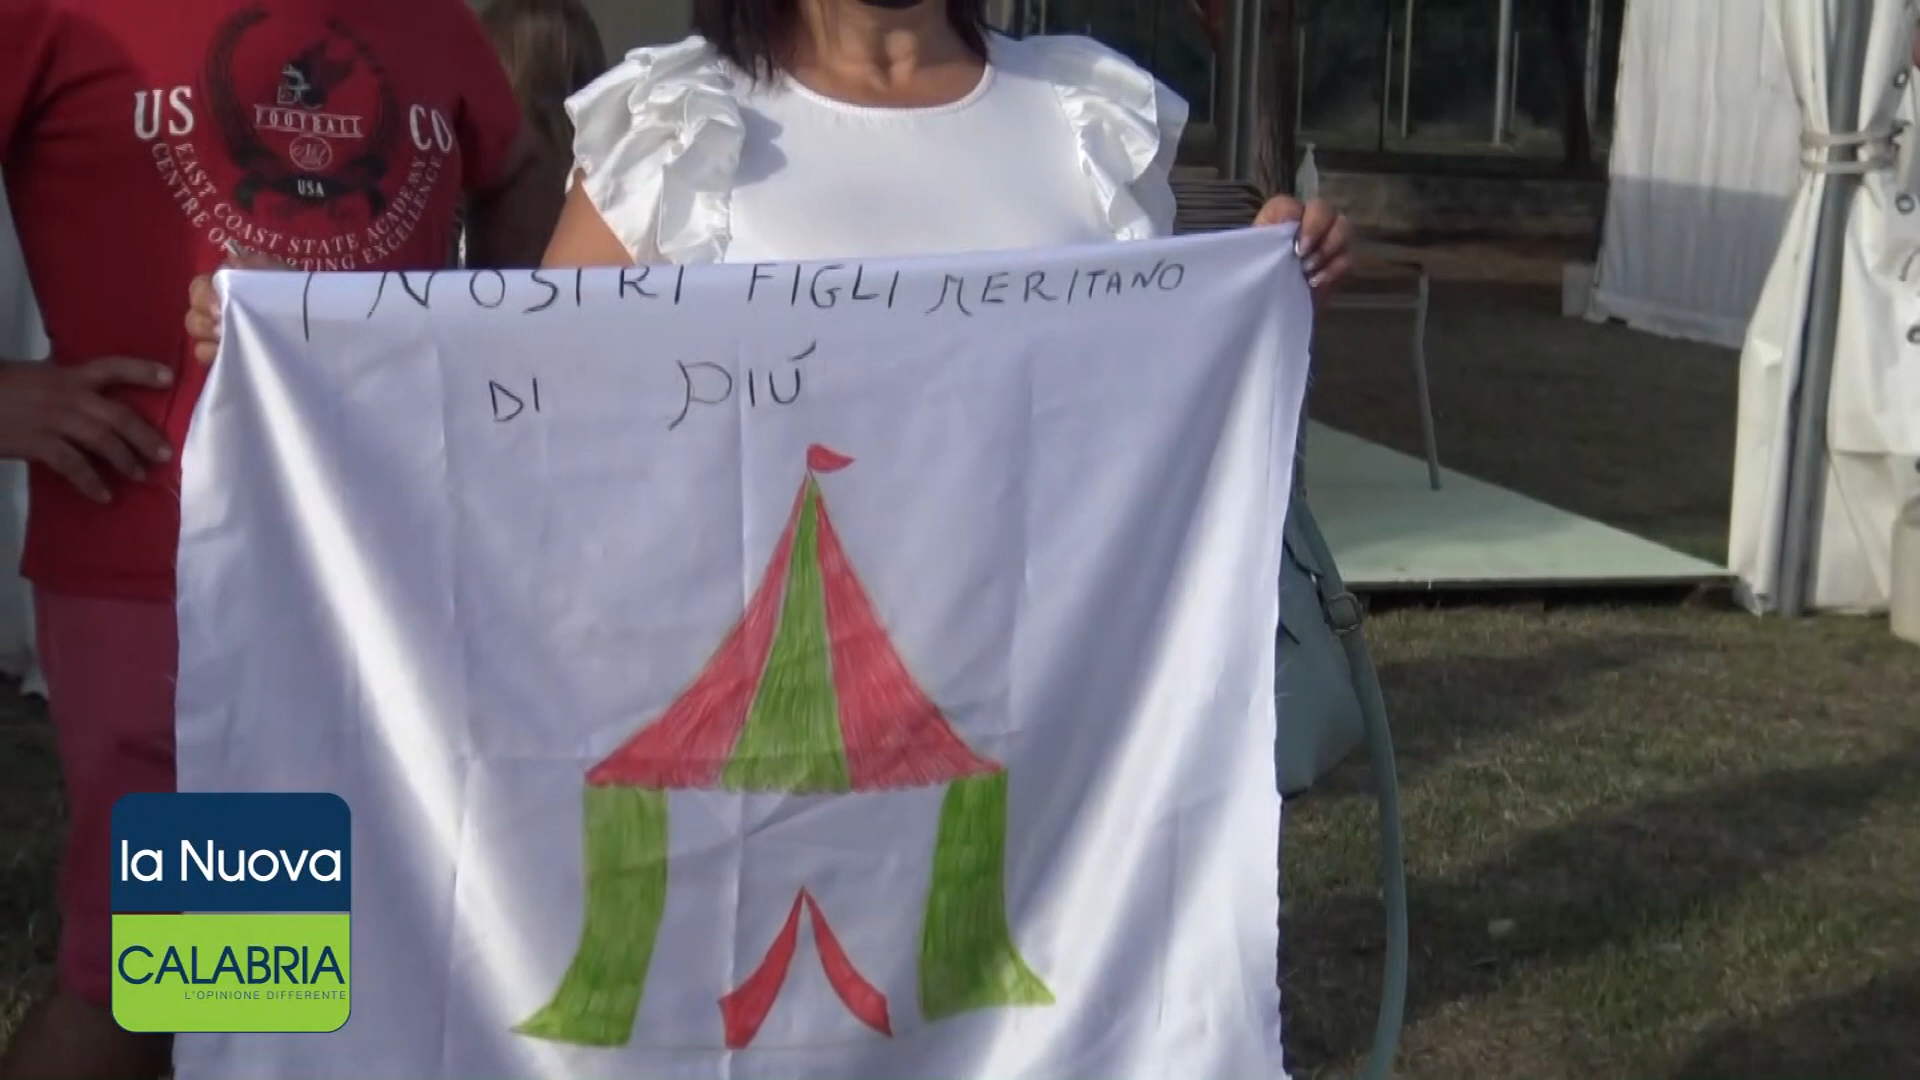 US CO
FOOTBALL
USA
EAST COAST STATE ACADEMY
CENTRE OF SPORTING EXCELLENCE
I NOSTRI FIGLI MERITANO
DI PIÚ
la Nuova
CALABRIA
L'OPINIONE DIFFERENTE